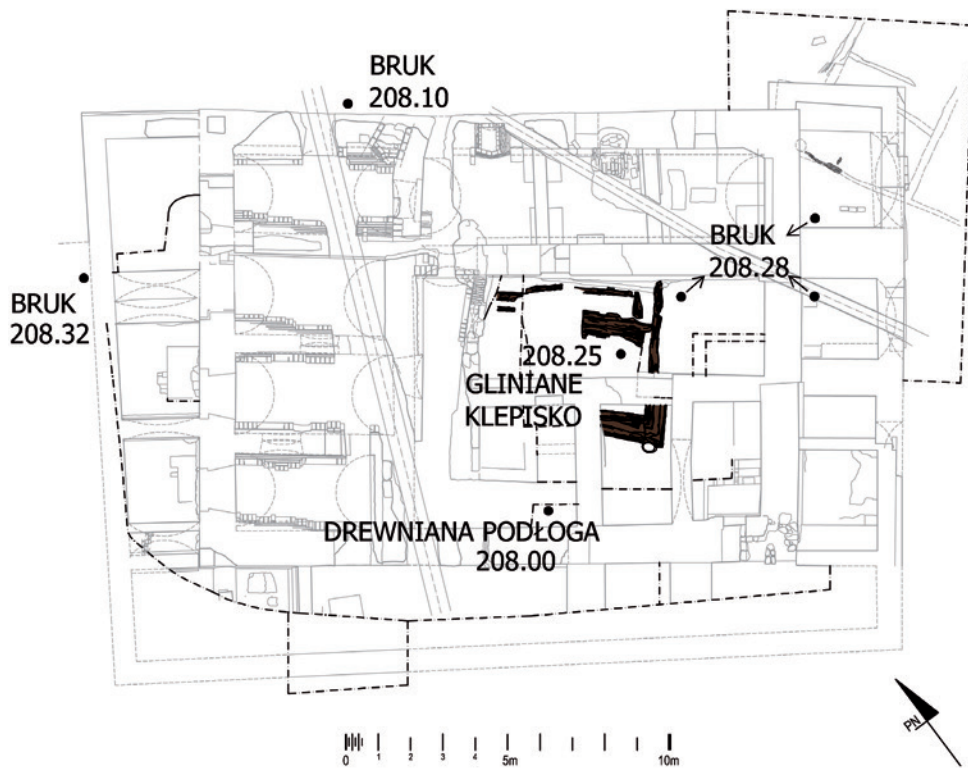 BRUK
208.10
BRUK
208.28
BRUK
208.32
208.25
GLINIANE
KLEPISKO
DREWNIANA PODŁOGA
208.00
PN
0 1 2 3 4 5m 10m